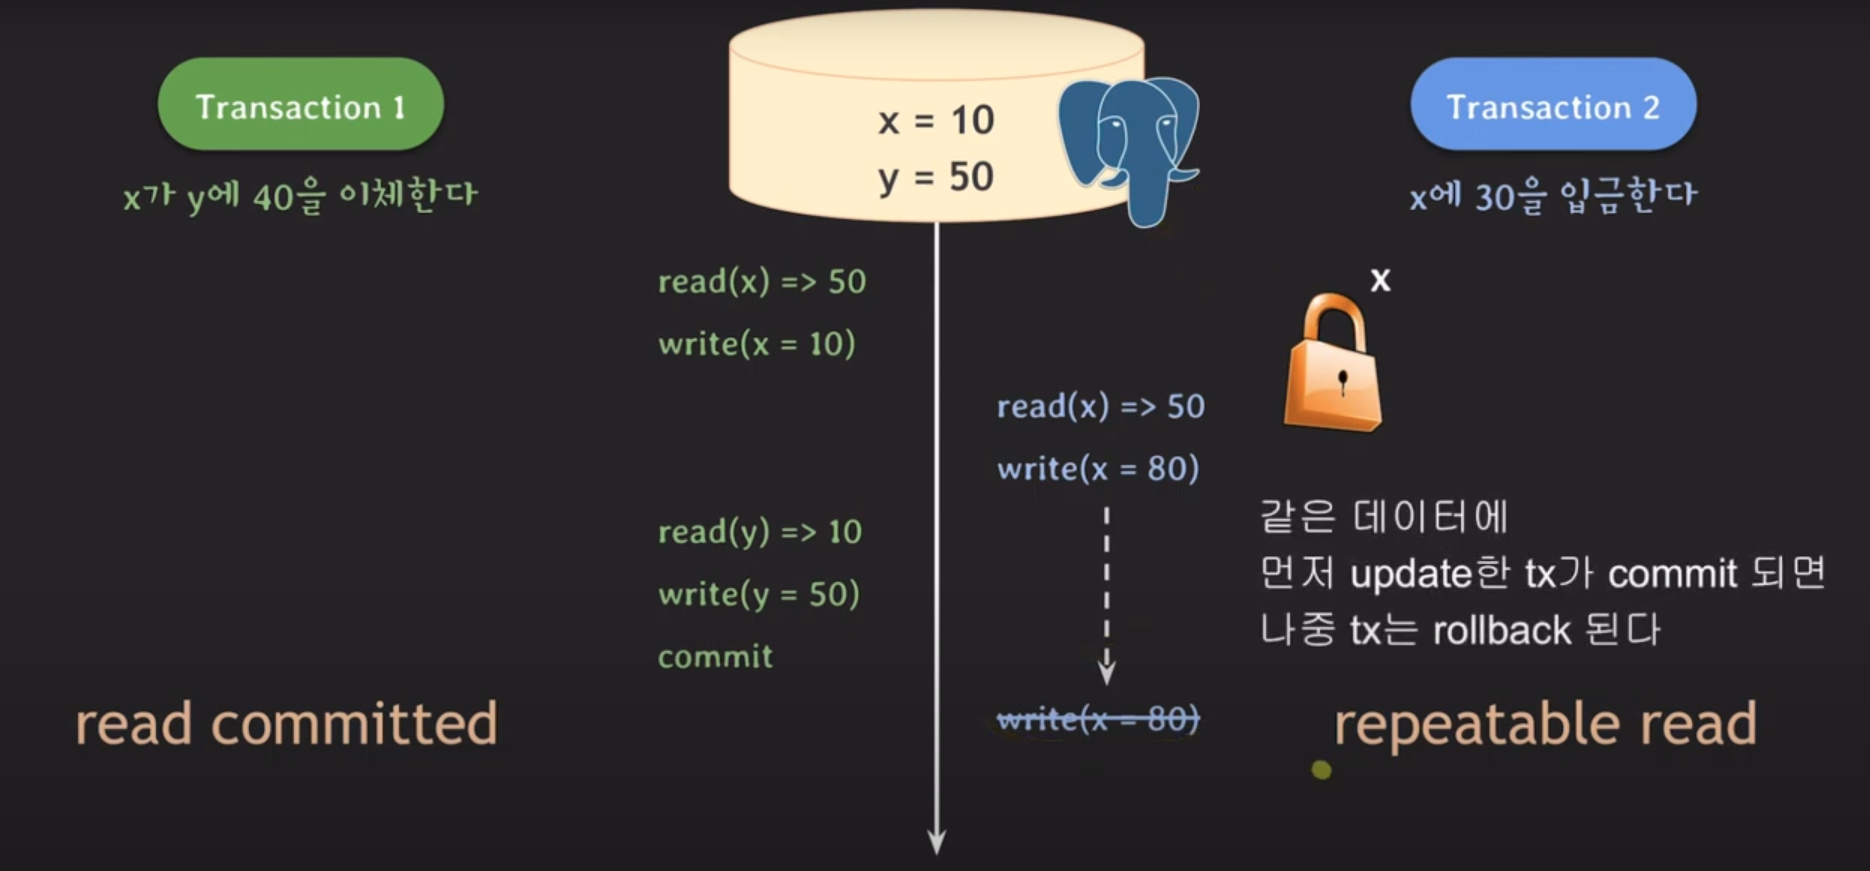 Transaction 1
x가 y에 40을 이체한다
x = 10
y = 50
Transaction 2
x에 30을 입금한다
read(x) => 50
write(x = 10)
x
read(x) => 50
write(x = 80)
read(y) => 10
write(y = 50)
commit
같은 데이터에
먼저 update한 tx가 commit 되면
나중 tx는 rollback 된다
write(x = 80)
read committed
repeatable read